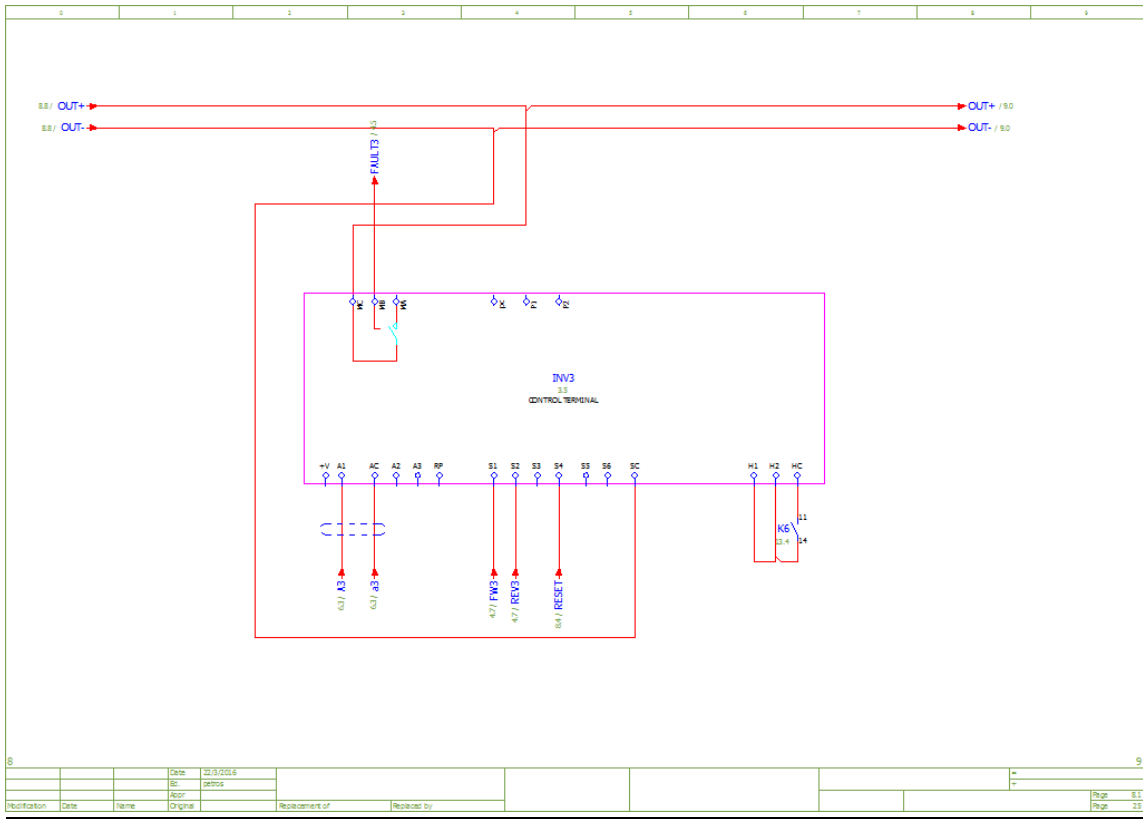 0 1 2 3 4 5 6 7 8 9
8.8 / OUT+
OUT+ / 9.0
8.8 / OUT-
OUT- / 9.0
FAULT3 / 4.5
MC MB MA PC P1 P2
INV3
3.5
CONTROL TERMINAL
+V A1 AC A2 A3 RP S1 S2 S3 S4 S5 S6 SC H1 H2 HC
11
K6
13.4
14
6.3 / A3
6.3 / a3
4.7 / FW3
4.7 / REV3
8.4 / RESET
8 9
Date 22/3/2016 =
Ed. petros +
Appr
Page 8.1
Modification Date Name Original Replacement of Replaced by Page 23